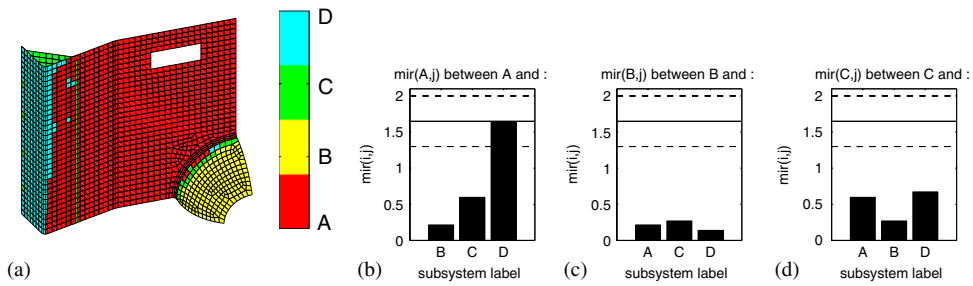 D
C
B
A
(a)
mir(A,j) between A and :
mir(i,j)
2
1.5
1
0.5
0
B C D
subsystem label
(b)
mir(B,j) between B and :
mir(i,j)
2
1.5
1
0.5
0
A C D
subsystem label
(c)
mir(C,j) between C and :
mir(i,j)
2
1.5
1
0.5
0
A B D
subsystem label
(d)